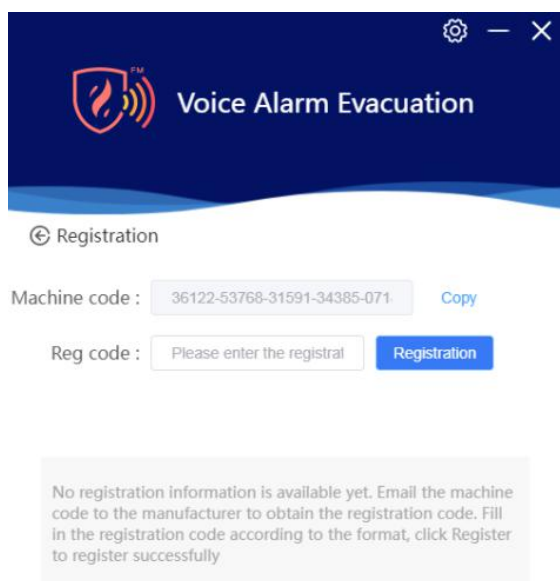 FM
Voice Alarm Evacuation
Registration
Machine code :
36122-53768-31591-34385-071
Copy
Reg code :
Please enter the registrat
Registration
No registration information is available yet. Email the machine
code to the manufacturer to obtain the registration code. Fill
in the registration code according to the format, click Register
to register successfully